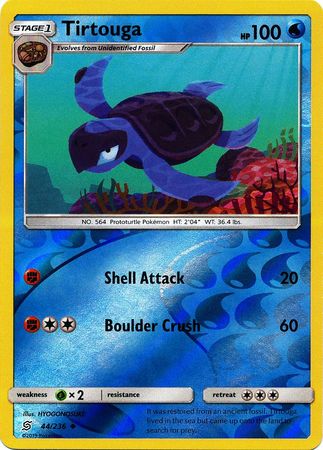 STAGE 1
Tirtouga
HP 100
Evolves from Unidentified Fossil
NO. 564 Prototurtle Pokémon HT: 2'04" WT: 36.4 lbs.
Shell Attack 20
Boulder Crush 60
weakness × 2 resistance retreat
Illus. HYOGONOSUKE
44/236
©2019 Pokémon
It was restored from an ancient fossil. Tirtouga
lived in the sea but came up onto the land to
search for prey.